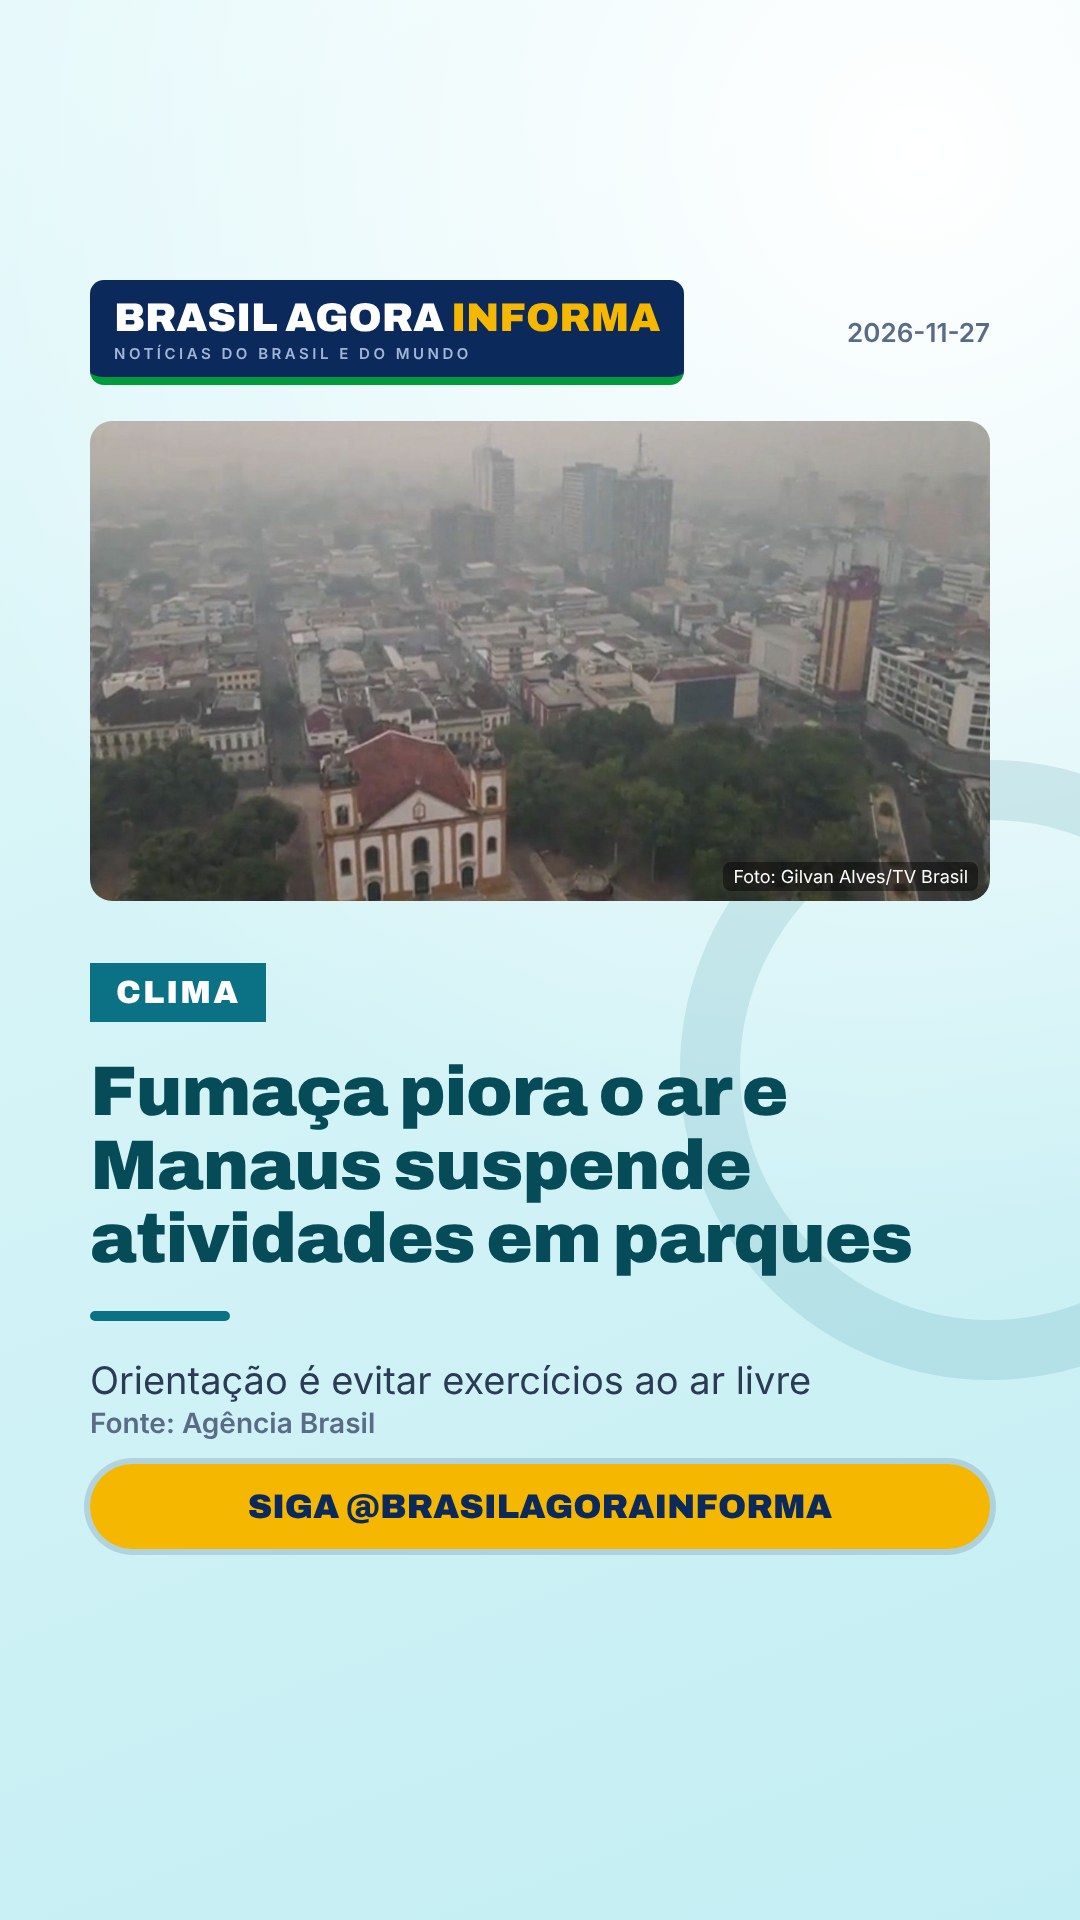 BRASIL AGORA INFORMA
NOTÍCIAS DO BRASIL E DO MUNDO
2026-11-27
Foto: Gilvan Alves/TV Brasil
CLIMA
Fumaça piora o ar e
Manaus suspende
atividades em parques
Orientação é evitar exercícios ao ar livre
Fonte: Agência Brasil
SIGA @BRASILAGORAINFORMA